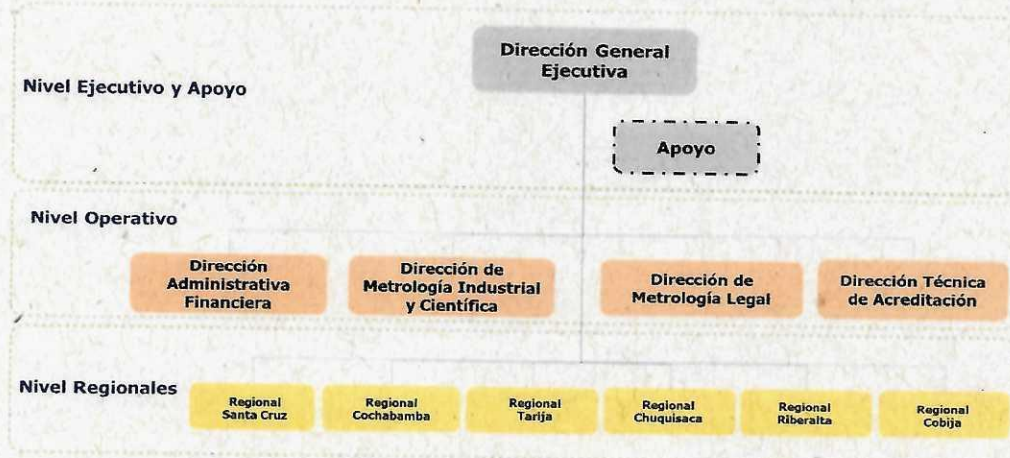 Dirección General
Ejecutiva
Nivel Ejecutivo y Apoyo
Apoyo
Nivel Operativo
Dirección
Administrativa
Financiera
Dirección de
Metrología Industrial
y Científica
Dirección de
Metrología Legal
Dirección Técnica
de Acreditación
Nivel Regionales
Regional
Santa Cruz
Regional
Cochabamba
Regional
Tarija
Regional
Chuquisaca
Regional
Riberalta
Regional
Cobija